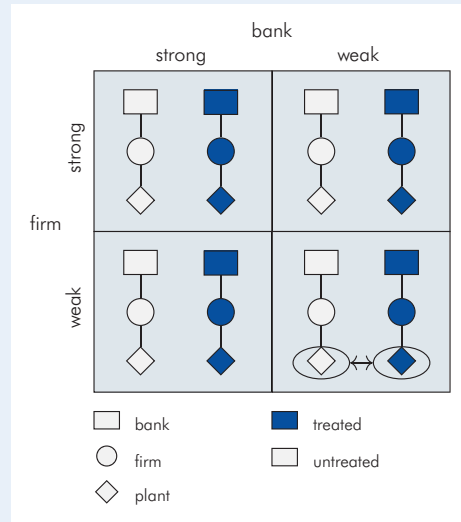 bank
strong weak
strong
firm
weak
bank treated
firm untreated
plant